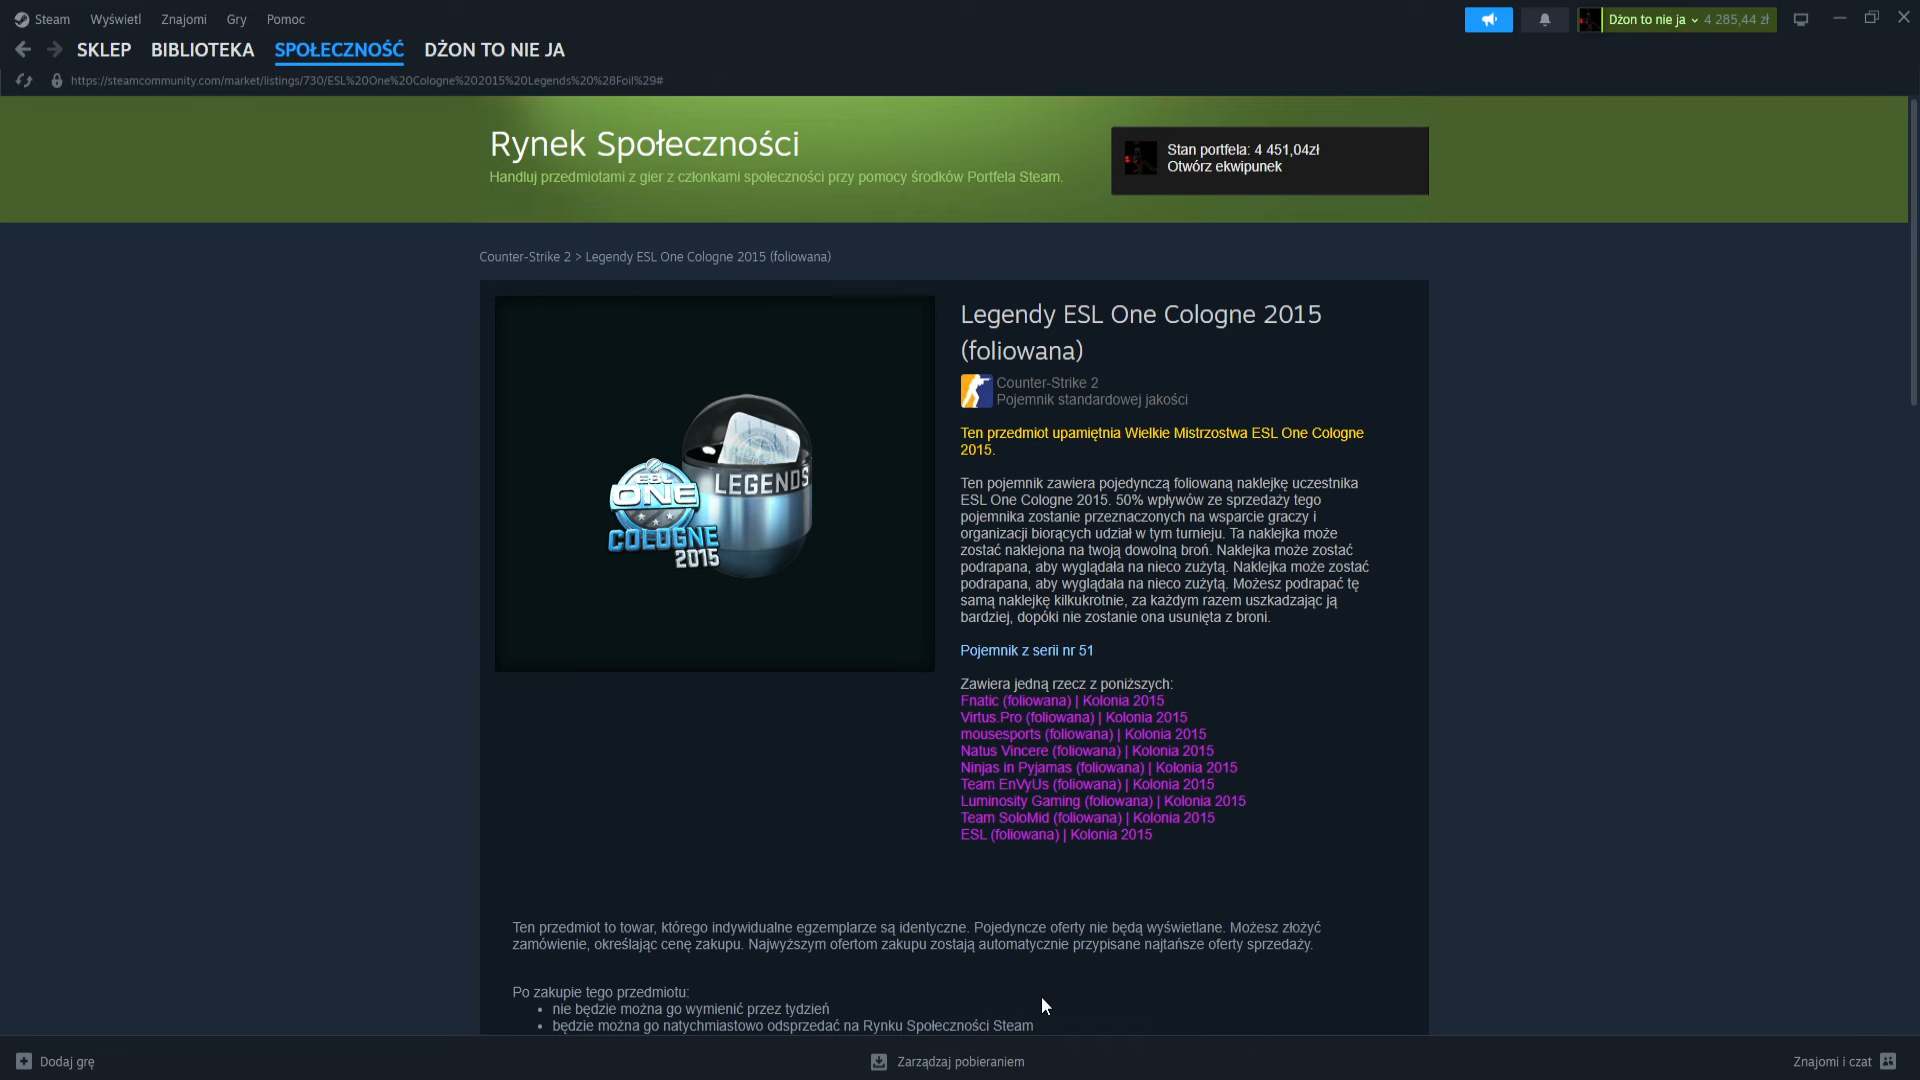 Steam Wyświetl Znajomi Gry Pomoc
Dżon to nie ja 4 285,44 zł
SKLEP BIBLIOTEKA SPOŁECZNOŚĆ DŻON TO NIE JA
https://steamcommunity.com/market/listings/730/ESL%20One%20Cologne%202015%20Legends%20%28Foil%29#
Rynek Społeczności
Handluj przedmiotami z gier z członkami społeczności przy pomocy środków Portfela Steam.
Stan portfela: 4 451,04zł
Otwórz ekwipunek
Counter-Strike 2 > Legendy ESL One Cologne 2015 (foliowana)
ESL
ONE
COLOGNE
2015
LEGENDS
Legendy ESL One Cologne 2015
(foliowana)
Counter-Strike 2
Pojemnik standardowej jakości
Ten przedmiot upamiętnia Wielkie Mistrzostwa ESL One Cologne
2015.
Ten pojemnik zawiera pojedynczą foliowaną naklejkę uczestnika
ESL One Cologne 2015. 50% wpływów ze sprzedaży tego
pojemnika zostanie przeznaczonych na wsparcie graczy i
organizacji biorących udział w tym turnieju. Ta naklejka może
zostać naklejona na twoją dowolną broń. Naklejka może zostać
podrapana, aby wyglądała na nieco zużytą. Naklejka może zostać
podrapana, aby wyglądała na nieco zużytą. Możesz podrapać tę
samą naklejkę kilkukrotnie, za każdym razem uszkadzając ją
bardziej, dopóki nie zostanie ona usunięta z broni.
Pojemnik z serii nr 51
Zawiera jedną rzecz z poniższych:
Fnatic (foliowana) | Kolonia 2015
Virtus.Pro (foliowana) | Kolonia 2015
mousesports (foliowana) | Kolonia 2015
Natus Vincere (foliowana) | Kolonia 2015
Ninjas in Pyjamas (foliowana) | Kolonia 2015
Team EnVyUs (foliowana) | Kolonia 2015
Luminosity Gaming (foliowana) | Kolonia 2015
Team SoloMid (foliowana) | Kolonia 2015
ESL (foliowana) | Kolonia 2015
Ten przedmiot to towar, którego indywidualne egzemplarze są identyczne. Pojedyncze oferty nie będą wyświetlane. Możesz złożyć
zamówienie, określając cenę zakupu. Najwyższym ofertom zakupu zostają automatycznie przypisane najtańsze oferty sprzedaży.
Po zakupie tego przedmiotu:
• nie będzie można go wymienić przez tydzień
• będzie można go natychmiastowo odsprzedać na Rynku Społeczności Steam
Dodaj grę
Zarządzaj pobieraniem
Znajomi i czat